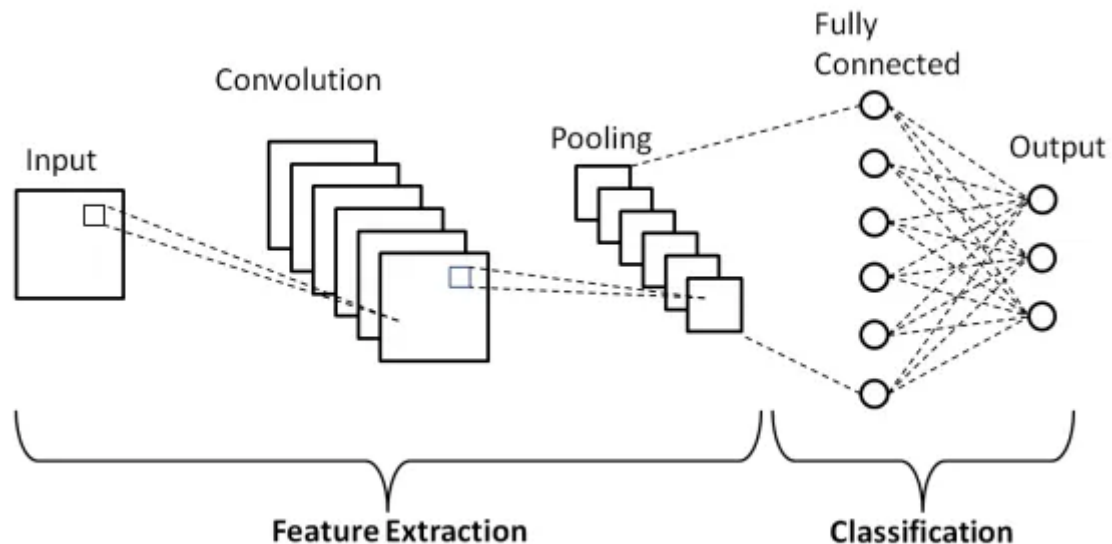 Input
Convolution
Pooling
Fully
Connected
Output
Feature Extraction
Classification